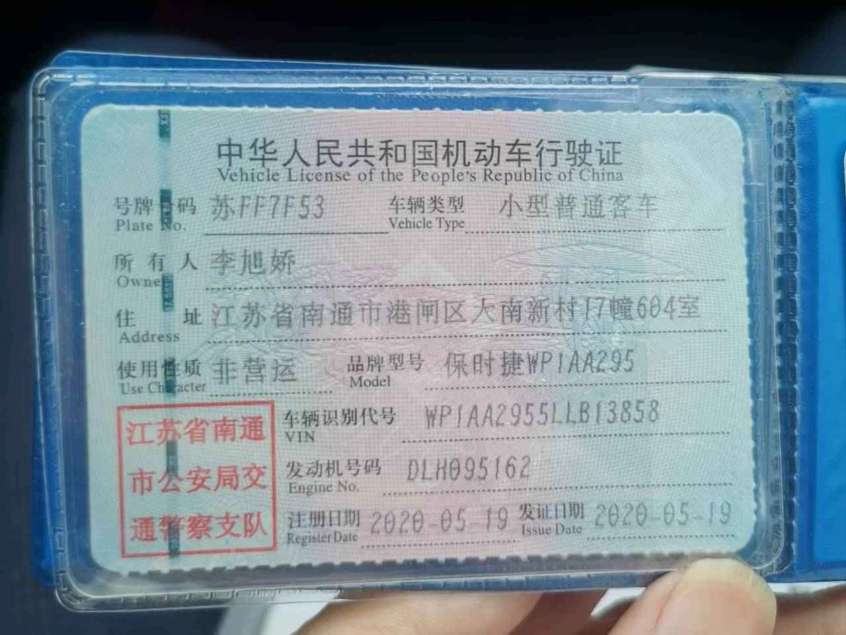 中华人民共和国机动车行驶证
Vehicle License of the People's Republic of China
号牌号码 苏FF7F53 车辆类型 小型普通客车
Plate No. Vehicle Type
所有人 李旭娇
Owner
住址 江苏省南通市港闸区大南新村17幢604室
Address
使用性质 非营运 品牌型号 保时捷WP1AA295
Use Character Model
车辆识别代号 WP1AA2955LLB13858
VIN
发动机号码 DLH095162
Engine No.
注册日期 2020-05-19 发证日期 2020-05-19
Register Date Issue Date
江苏省南通
市公安局交
通警察支队